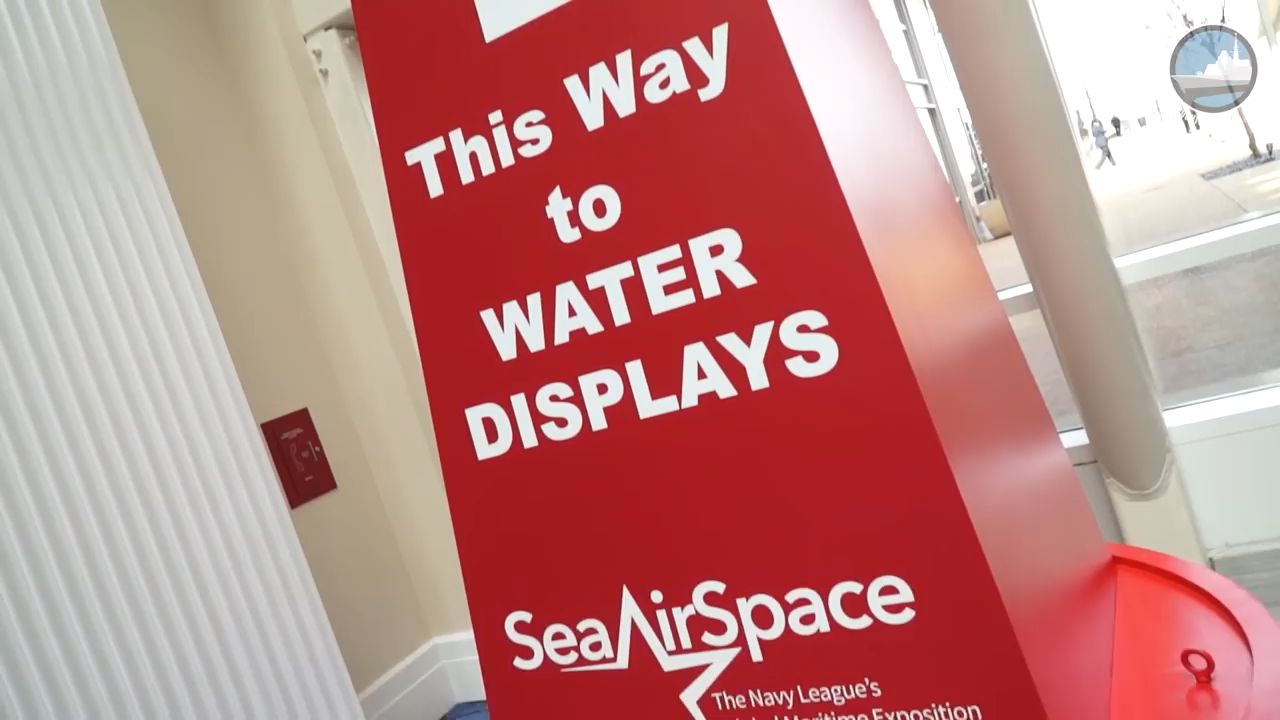 This Way
to
WATER
DISPLAYS
SeaAirSpace
The Navy League's
Maritime Exposition